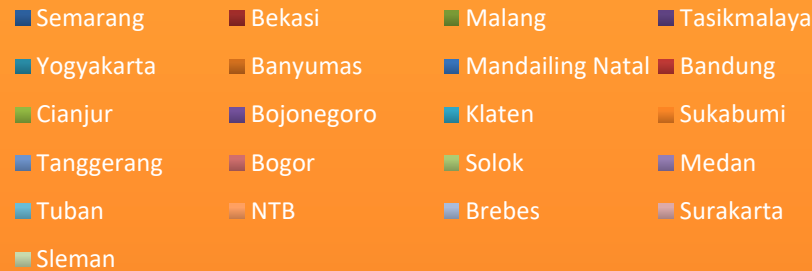 Semarang Bekasi Malang Tasikmalaya
Yogyakarta Banyumas Mandailing Natal Bandung
Cianjur Bojonegoro Klaten Sukabumi
Tanggerang Bogor Solok Medan
Tuban NTB Brebes Surakarta
Sleman